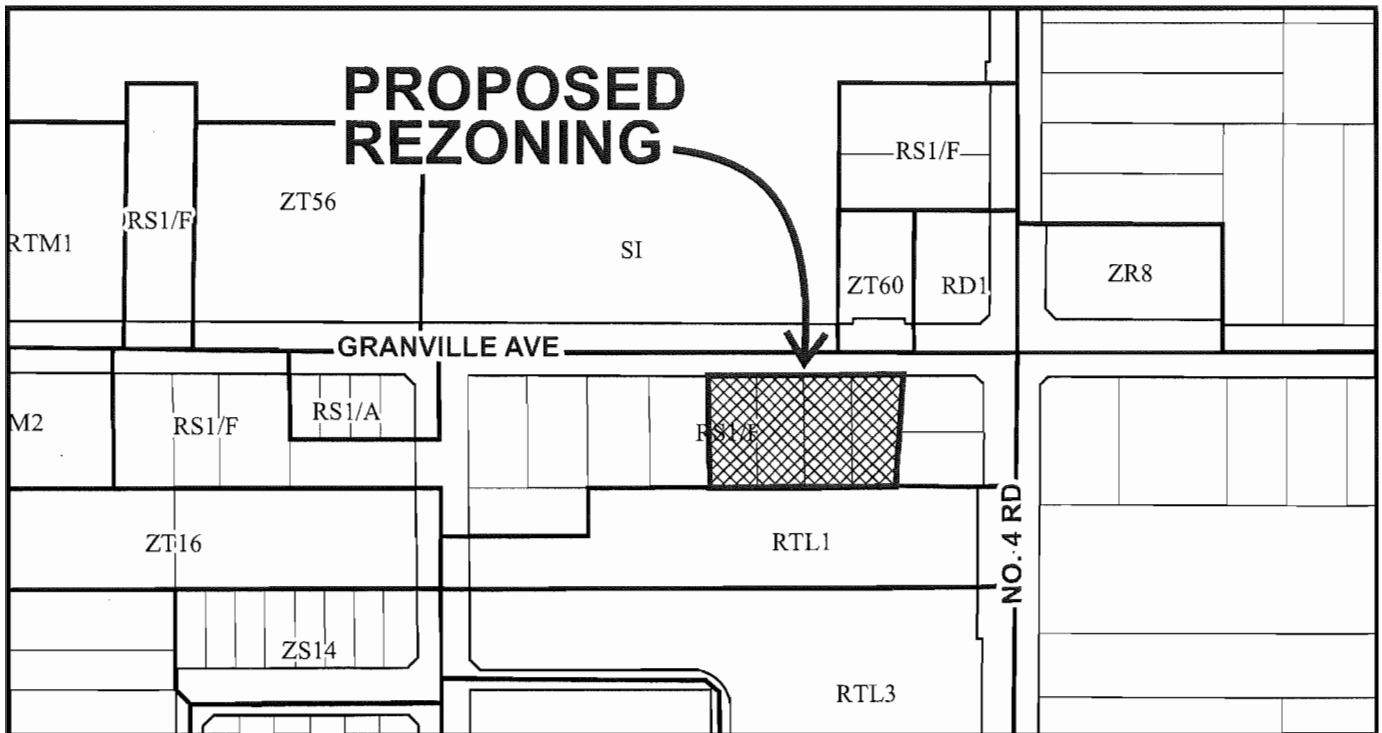 PROPOSED
REZONING
RS1/F
RS1/F
ZT56
RTM1
SI
ZT60
RD1
ZR8
GRANVILLE AVE
RS1/A
M2
RS1/F
RS1/F
ZT16
RTL1
NO. 4 RD
ZS14
RTL3